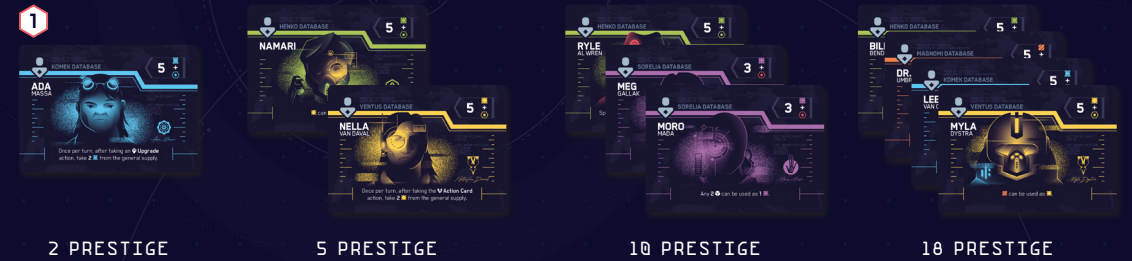 1
KOMEK DATABASE
5
+
ADA
MASSA
Once per turn, after taking an Upgrade
action, take 2 from the general supply.
2 PRESTIGE
HENKO DATABASE
5
+
NAMARI
VENTUS DATABASE
5
+
NELLA
VAN DAVAL
Once per turn, after taking the Action Card
action, take 2 from the general supply.
5 PRESTIGE
HENKO DATABASE
5
+
RYLE
AL WREN
SORELIA DATABASE
3
+
MEG
GALLAK
SORELIA DATABASE
3
+
MORO
MADA
Any 2 can be used as 1
10 PRESTIGE
HENKO DATABASE
5
BIL
BEND
MAGNOMI DATABASE
5
DR.
KOMEK DATABASE
5
LEE
VAN
VENTUS DATABASE
5
+
MYLA
DYSTRA
can be used as
18 PRESTIGE